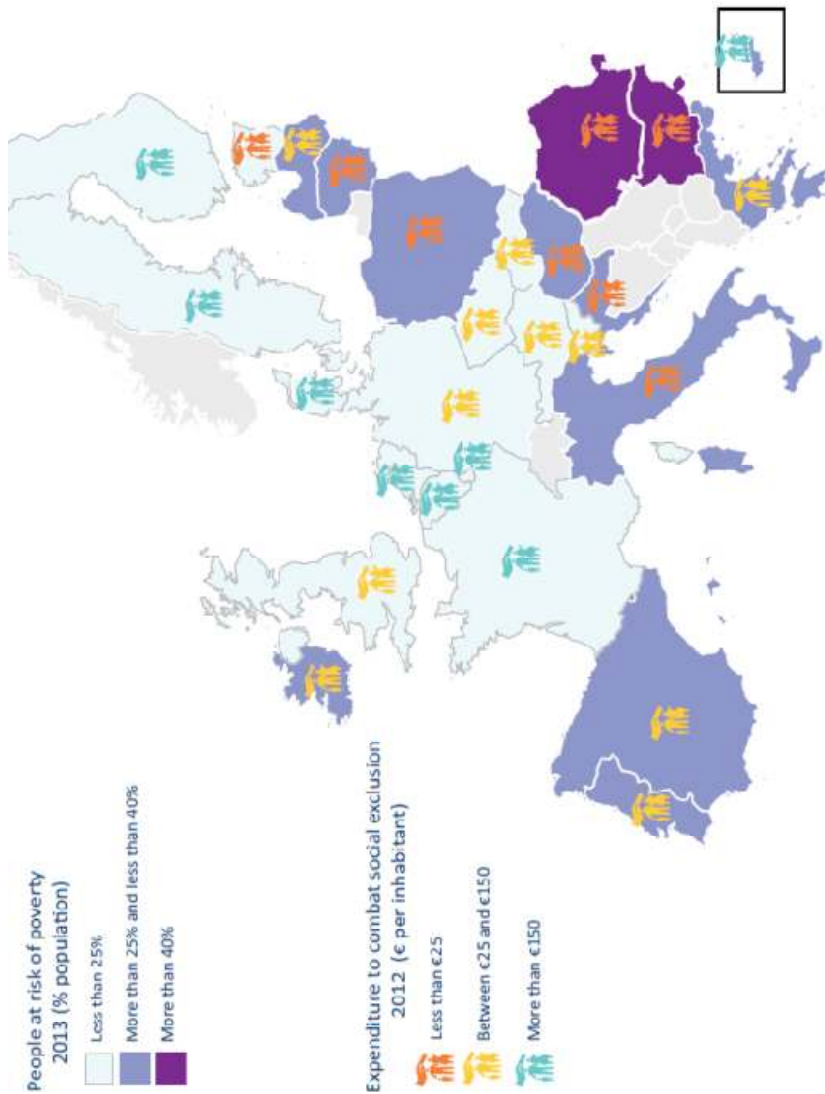 People at risk of poverty
2013 (% population)
Less than 25%
More than 25% and less than 40%
More than 40%
Expenditure to combat social exclusion
2012 (€ per inhabitant)
Less than €25
Between €25 and €150
More than €150